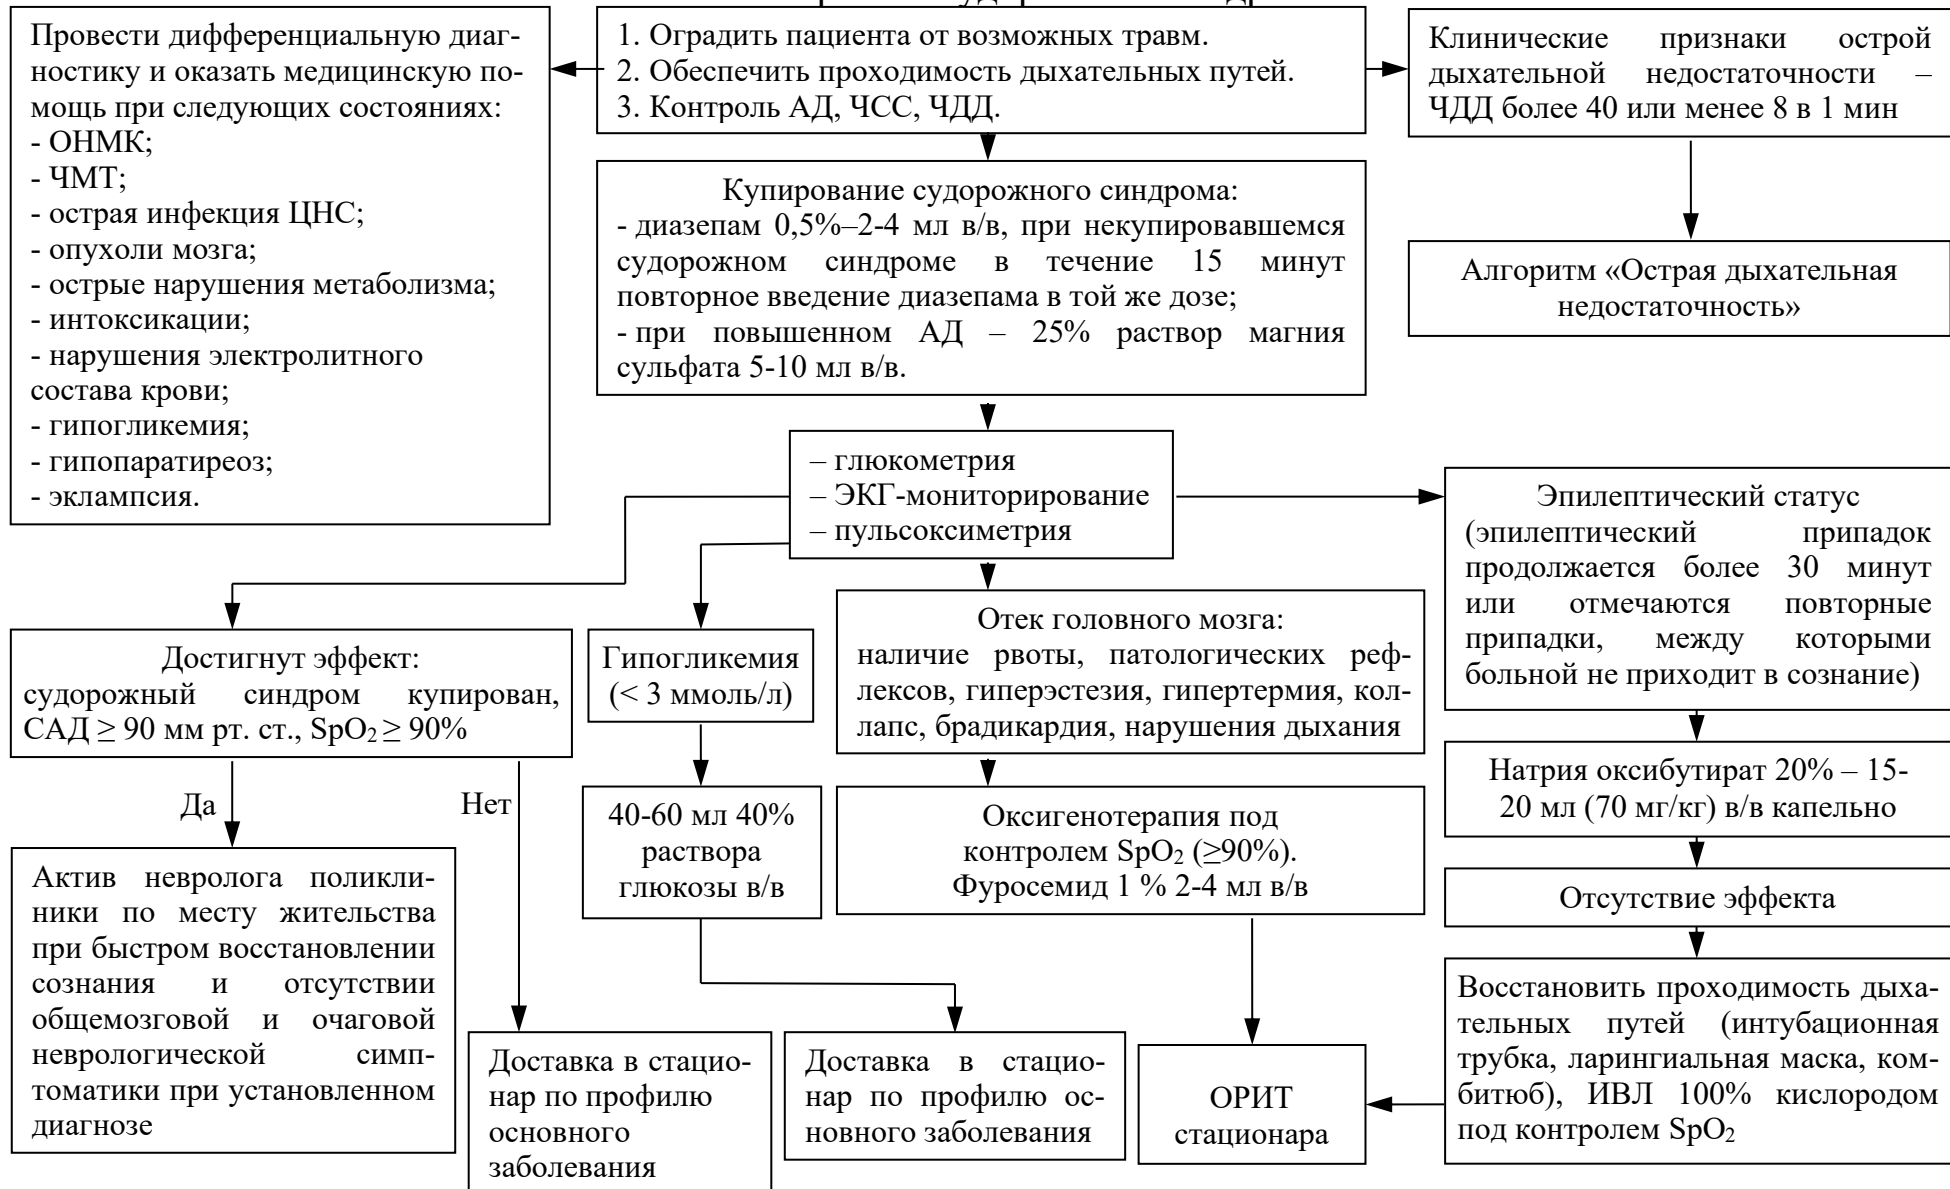 Провести дифференциальную диаг-
ностику и оказать медицинскую по-
мощь при следующих состояниях:
- ОНМК;
- ЧМТ;
- острая инфекция ЦНС;
- опухоли мозга;
- острые нарушения метаболизма;
- интоксикации;
- нарушения электролитного
состава крови;
- гипогликемия;
- гипопаратиреоз;
- эклампсия.
1. Оградить пациента от возможных травм.
2. Обеспечить проходимость дыхательных путей.
3. Контроль АД, ЧСС, ЧДД.
Клинические признаки острой
дыхательной недостаточности –
ЧДД более 40 или менее 8 в 1 мин
Купирование судорожного синдрома:
- диазепам 0,5%–2-4 мл в/в, при некупировавшемся
судорожном синдроме в течение 15 минут
повторное введение диазепама в той же дозе;
- при повышенном АД – 25% раствор магния
сульфата 5-10 мл в/в.
Алгоритм «Острая дыхательная
недостаточность»
– глюкометрия
– ЭКГ-мониторирование
– пульсоксиметрия
Эпилептический статус
(эпилептический припадок
продолжается более 30 минут
или отмечаются повторные
припадки, между которыми
больной не приходит в сознание)
Достигнут эффект:
судорожный синдром купирован,
САД ≥ 90 мм рт. ст., SpO₂ ≥ 90%
Гипогликемия
(< 3 ммоль/л)
Отек головного мозга:
наличие рвоты, патологических реф-
лексов, гиперэстезия, гипертермия, кол-
лапс, брадикардия, нарушения дыхания
Натрия оксибутират 20% – 15-
20 мл (70 мг/кг) в/в капельно
Да
Нет
40-60 мл 40%
раствора
глюкозы в/в
Оксигенотерапия под
контролем SpO₂ (≥90%).
Фуросемид 1 % 2-4 мл в/в
Отсутствие эффекта
Актив невролога поликли-
ники по месту жительства
при быстром восстановлении
сознания и отсутствии
общемозговой и очаговой
неврологической симп-
томатики при установленном
диагнозе
Доставка в стацио-
нар по профилю
основного
заболевания
Доставка в стацио-
нар по профилю ос-
новного заболевания
ОРИТ
стационара
Восстановить проходимость дыха-
тельных путей (интубационная
трубка, ларингиальная маска, ком-
битюб), ИВЛ 100% кислородом
под контролем SpO₂